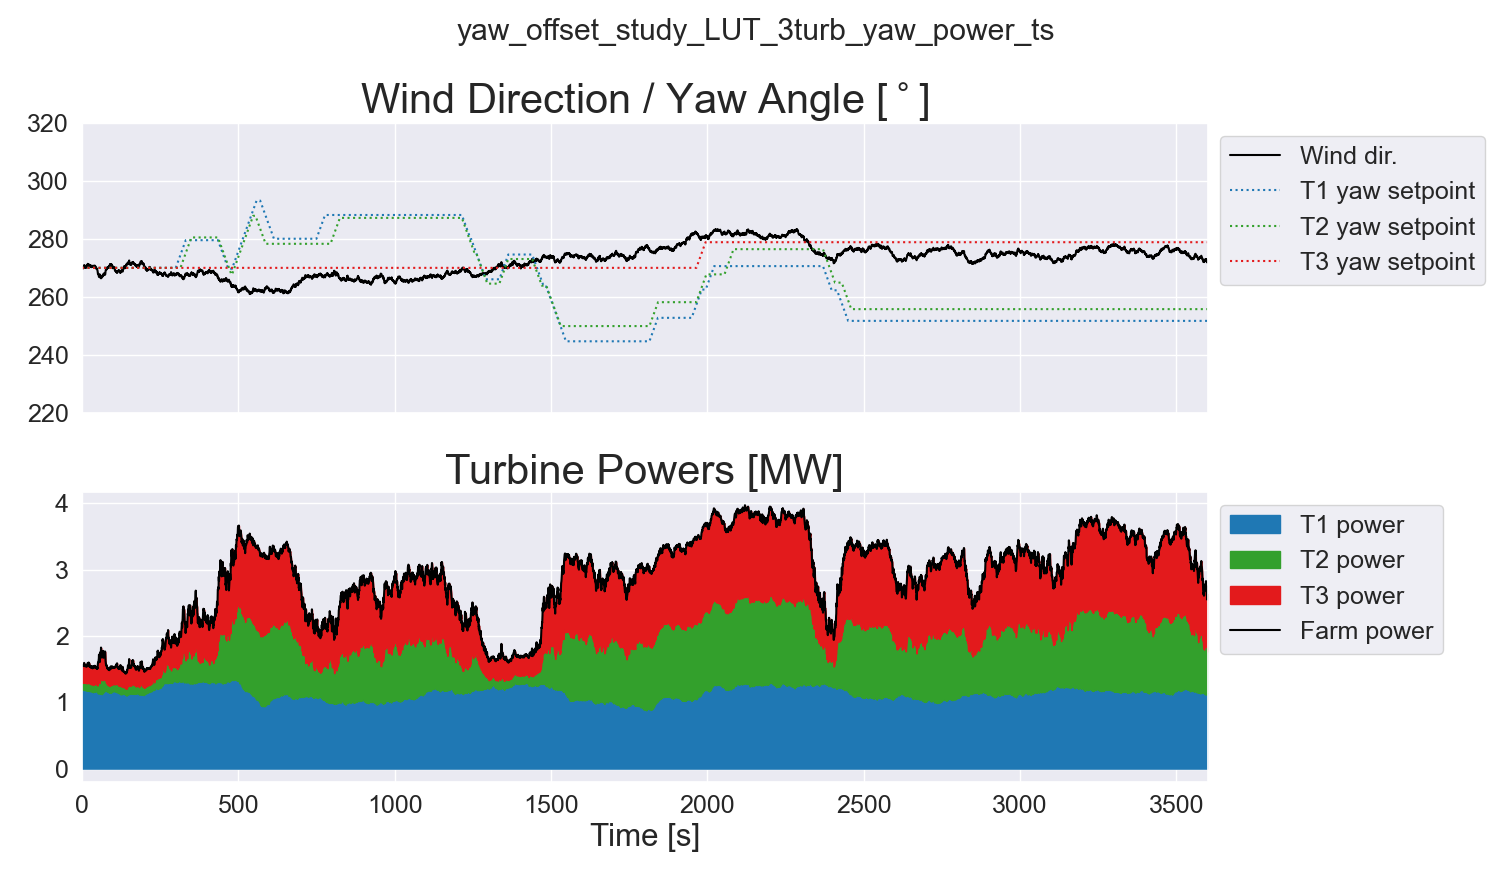 yaw_offset_study_LUT_3turb_yaw_power_ts
Wind Direction / Yaw Angle [ ° ]
320
300
280
260
240
220
Wind dir.
T1 yaw setpoint
T2 yaw setpoint
T3 yaw setpoint
Turbine Powers [MW]
4
3
2
1
0
T1 power
T2 power
T3 power
Farm power
0 500 1000 1500 2000 2500 3000 3500
Time [s]